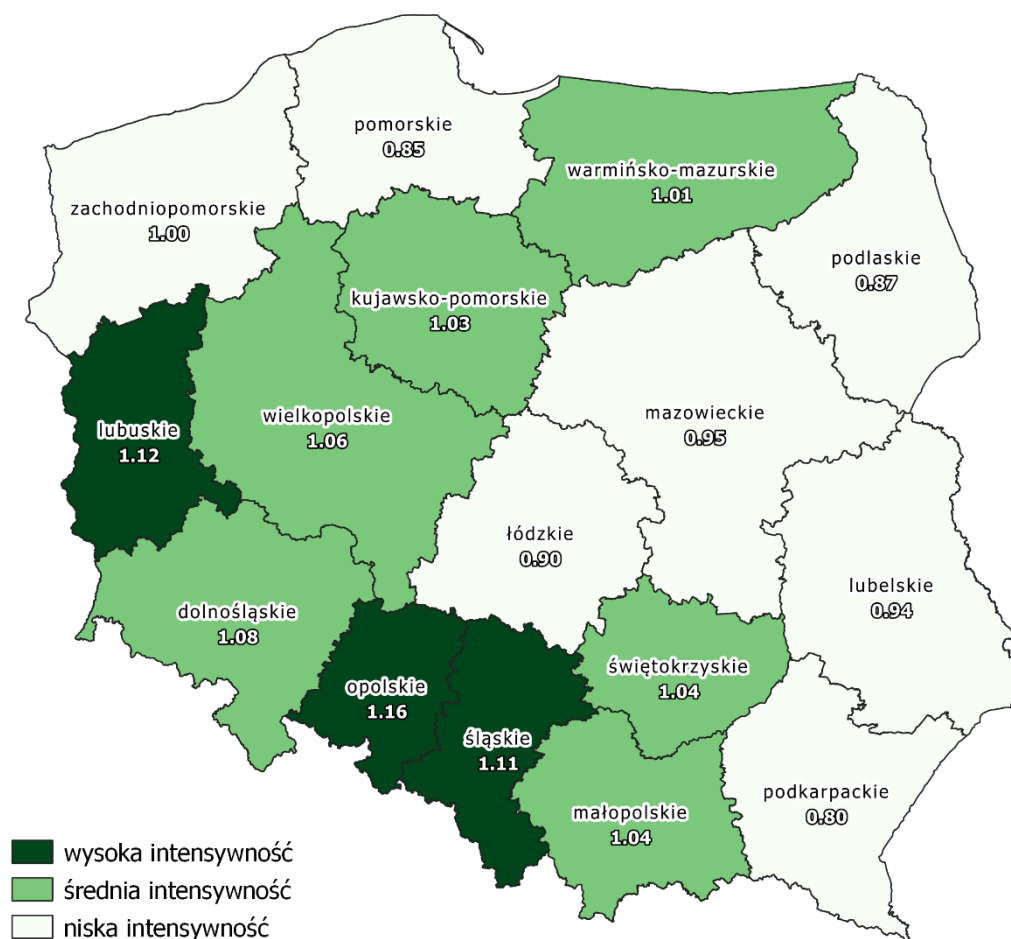 pomorskie
0.85
warmińsko-mazurskie
1.01
zachodniopomorskie
1.00
podlaskie
0.87
kujawsko-pomorskie
1.03
wielkopolskie
1.06
mazowieckie
0.95
lubuskie
1.12
łódzkie
0.90
lubelskie
0.94
dolnośląskie
1.08
świętokrzyskie
1.04
opolskie
1.16
śląskie
1.11
podkarpackie
0.80
małopolskie
1.04
wysoka intensywność
średnia intensywność
niska intensywność